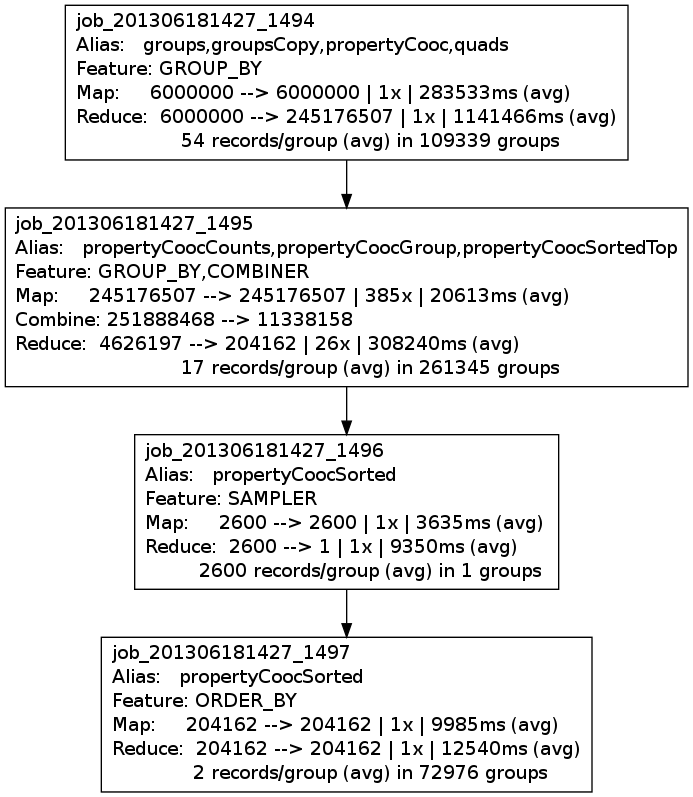 job_201306181427_1494
Alias: groups,groupsCopy,propertyCooc,quads
Feature: GROUP_BY
Map: 6000000 --> 6000000 | 1x | 283533ms (avg)
Reduce: 6000000 --> 245176507 | 1x | 1141466ms (avg)
54 records/group (avg) in 109339 groups
job_201306181427_1495
Alias: propertyCoocCounts,propertyCoocGroup,propertyCoocSortedTop
Feature: GROUP_BY,COMBINER
Map: 245176507 --> 245176507 | 385x | 20613ms (avg)
Combine: 251888468 --> 11338158
Reduce: 4626197 --> 204162 | 26x | 308240ms (avg)
17 records/group (avg) in 261345 groups
job_201306181427_1496
Alias: propertyCoocSorted
Feature: SAMPLER
Map: 2600 --> 2600 | 1x | 3635ms (avg)
Reduce: 2600 --> 1 | 1x | 9350ms (avg)
2600 records/group (avg) in 1 groups
job_201306181427_1497
Alias: propertyCoocSorted
Feature: ORDER_BY
Map: 204162 --> 204162 | 1x | 9985ms (avg)
Reduce: 204162 --> 204162 | 1x | 12540ms (avg)
2 records/group (avg) in 72976 groups